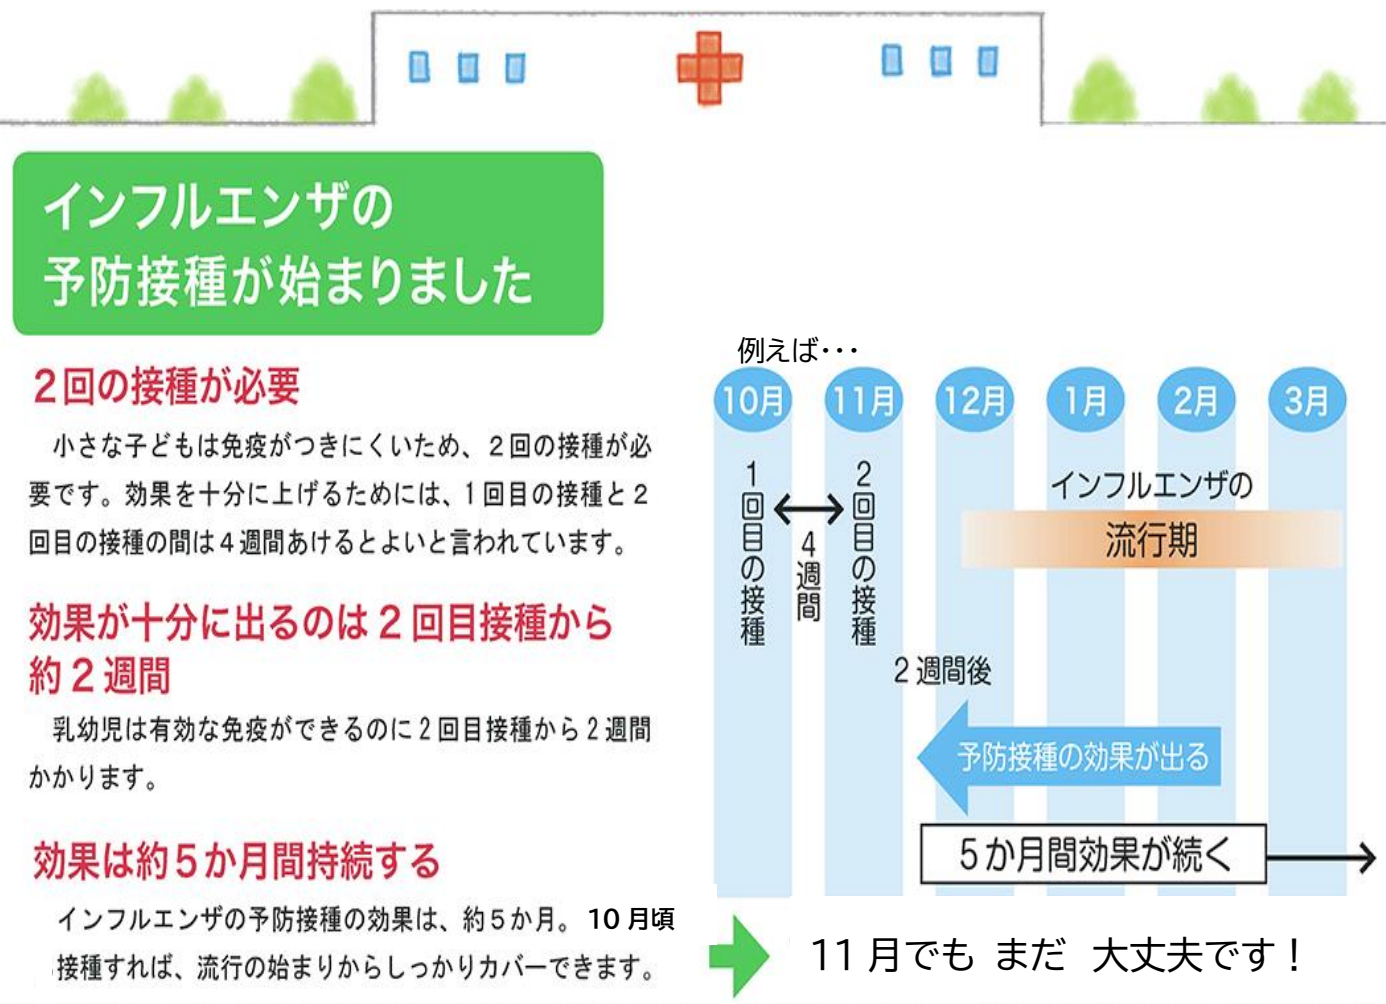 インフルエンザの
予防接種が始まりました
2回の接種が必要
小さな子どもは免疫がつきにくいため、2回の接種が必
要です。効果を十分に上げるためには、1回目の接種と2
回目の接種の間は4週間あけるとよいと言われています。
効果が十分に出るのは2回目接種から
約2週間
乳幼児は有効な免疫ができるのに2回目接種から2週間
かかります。
効果は約5か月間持続する
インフルエンザの予防接種の効果は、約5か月。10月頃
接種すれば、流行の始まりからしっかりカバーできます。
例えば･･･
10月 11月 12月 1月 2月 3月
1回目の接種
4週間
2回目の接種
インフルエンザの
流行期
2週間後
予防接種の効果が出る
5か月間効果が続く
11月でも まだ 大丈夫です！